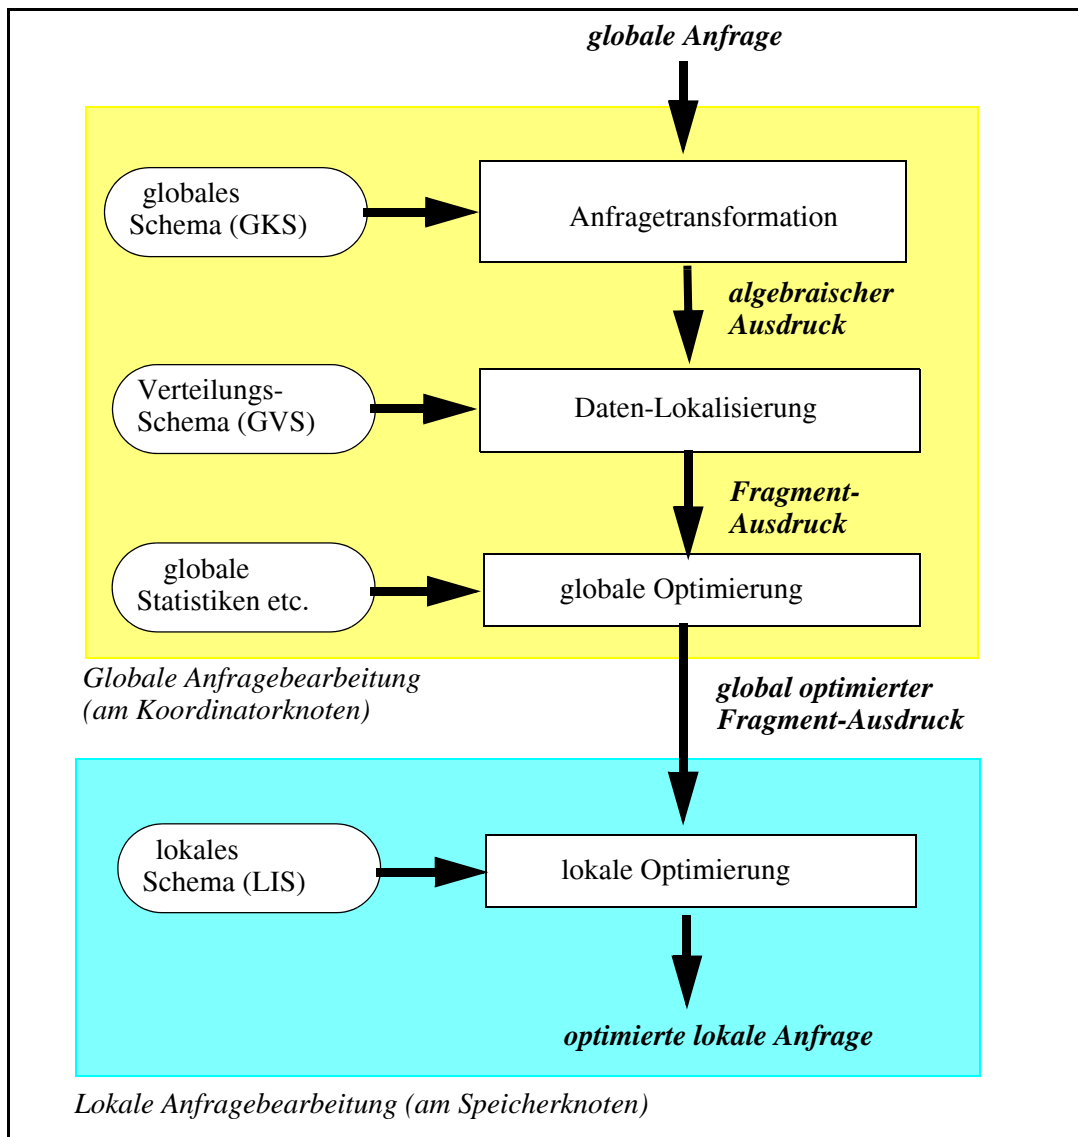 globale Anfrage
globales
Schema (GKS)
Anfragetransformation
algebraischer
Ausdruck
Verteilungs-
Schema (GVS)
Daten-Lokalisierung
Fragment-
Ausdruck
globale
Statistiken etc.
globale Optimierung
Globale Anfragebearbeitung
(am Koordinatorknoten)
global optimierter
Fragment-Ausdruck
lokales
Schema (LIS)
lokale Optimierung
optimierte lokale Anfrage
Lokale Anfragebearbeitung (am Speicherknoten)